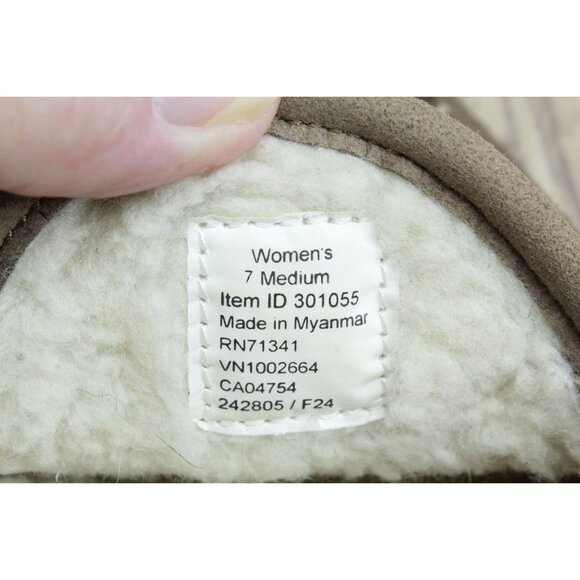 Women's
7 Medium
Item ID 301055
Made in Myanmar
RN71341
VN1002664
CA04754
242805 / F24